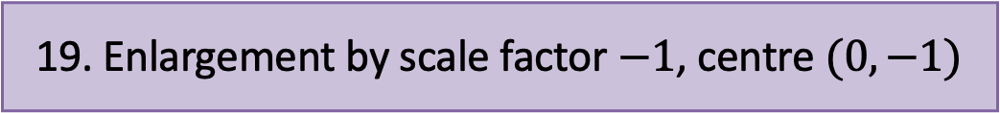 19. Enlargement by scale factor −1, centre (0, −1)